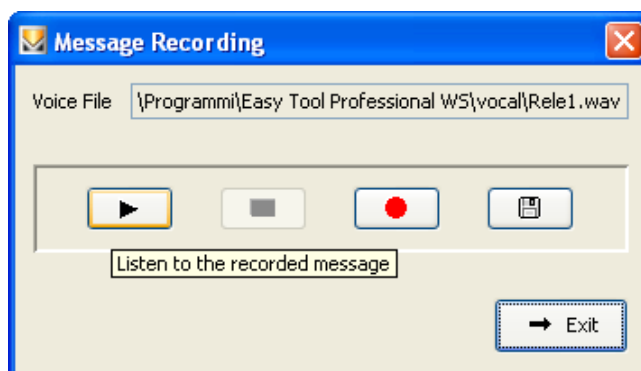 Message Recording
Voice File \Programmi\Easy Tool Professional WS\vocal\Rele1.wav
Listen to the recorded message
Exit